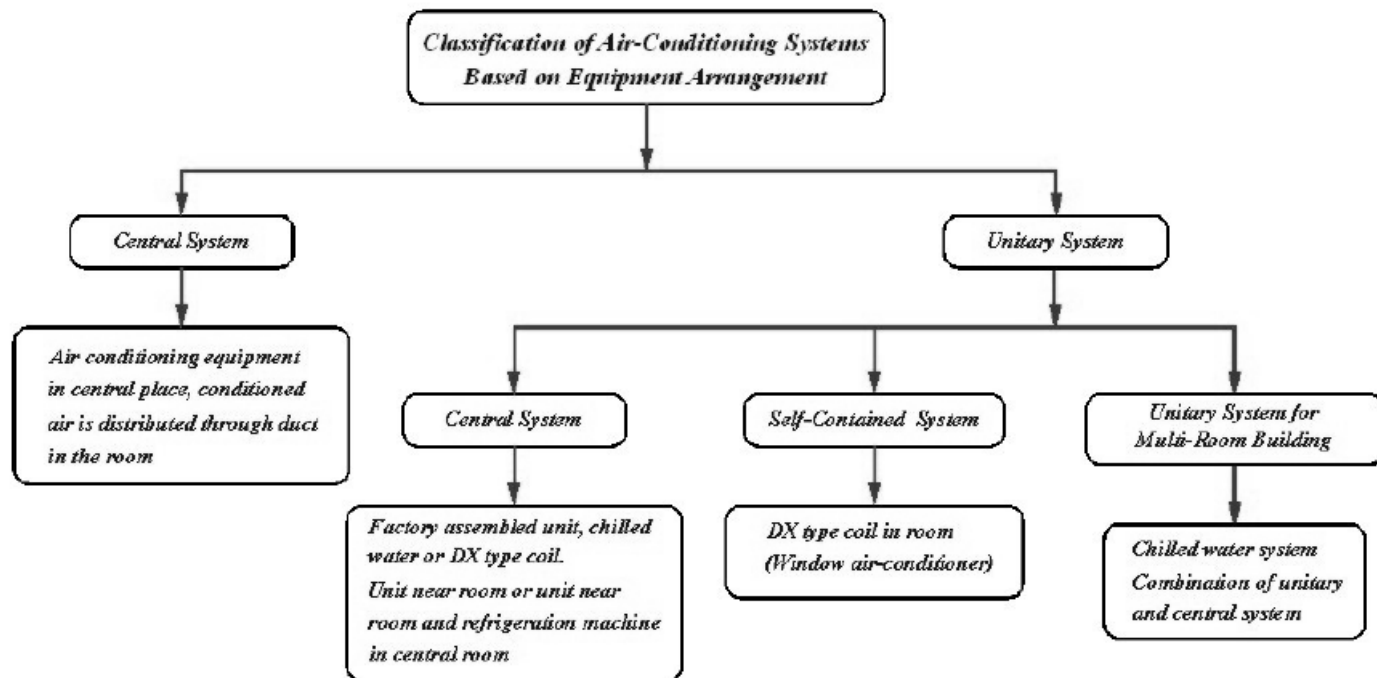 Classification of Air-Conditioning Systems
Based on Equipment Arrangement
Central System
Unitary System
Air conditioning equipment
in central place, conditioned
air is distributed through duct
in the room
Central System
Self-Contained System
Unitary System for
Multi-Room Building
Factory assembled unit, chilled
water or DX type coil.
Unit near room or unit near
room and refrigeration machine
in central room
DX type coil in room
(Window air-conditioner)
Chilled water system
Combination of unitary
and central system